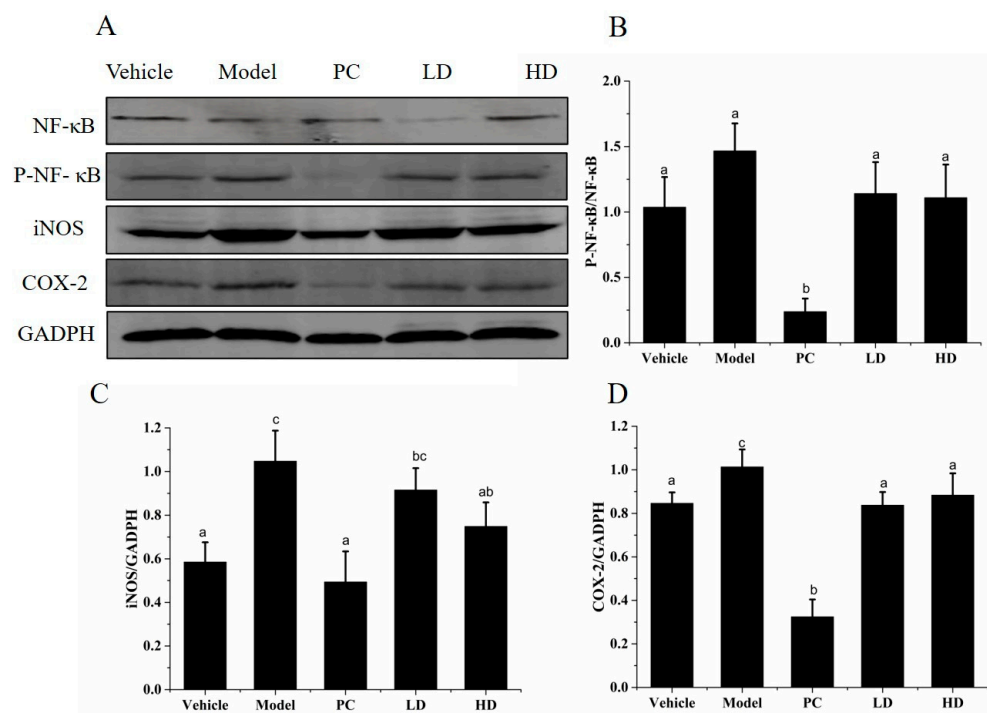 A
Vehicle Model PC LD HD
NF-κB
P-NF- κB
iNOS
COX-2
GADPH
B
P-NF-κB/NF-κB
2.0
1.5
1.0
0.5
0.0
a
a
b
a
a
Vehicle Model PC LD HD
C
iNOS/GADPH
1.2
1.0
0.8
0.6
0.4
0.2
0.0
a
c
a
bc
ab
Vehicle Model PC LD HD
D
COX-2/GADPH
1.2
1.0
0.8
0.6
0.4
0.2
0.0
a
c
b
a
a
Vehicle Model PC LD HD